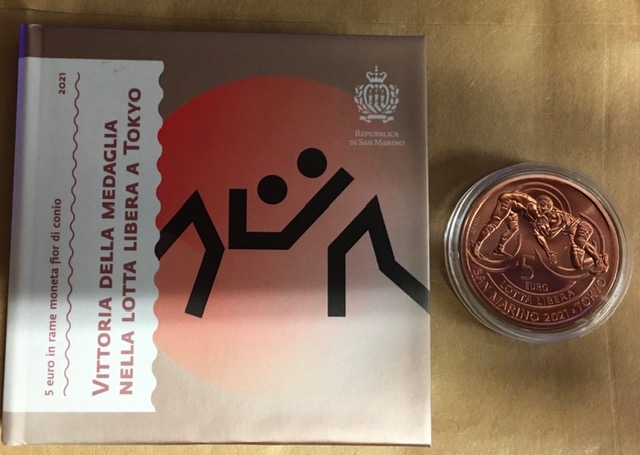 2021
VITTORIA DELLA MEDAGLIA
NELLA LOTTA LIBERA A TOKYO
5 euro in rame moneta fior di conio
REPUBBLICA
DI SAN MARINO
5
EURO
LOTTA LIBERA
SAN MARINO 2021 • TOKYO